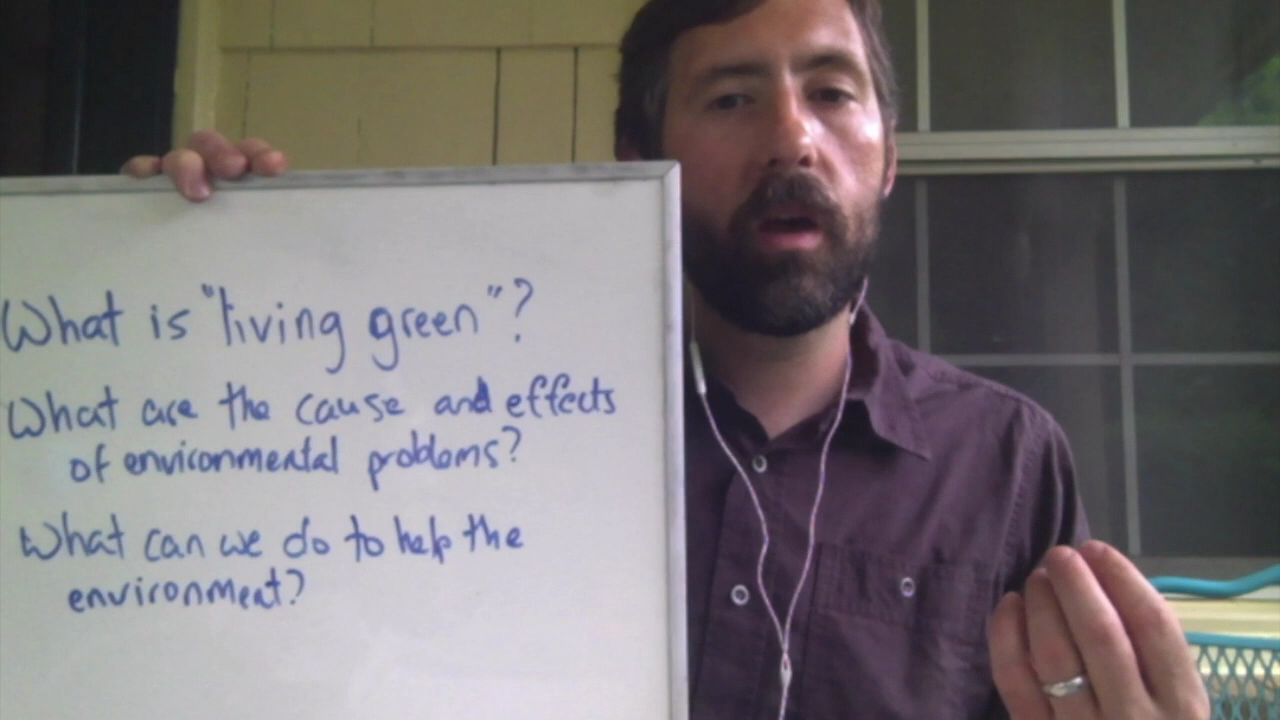 What is "living green"?
What are the cause and effects
of environmental problems?
What can we do to help the
environment?